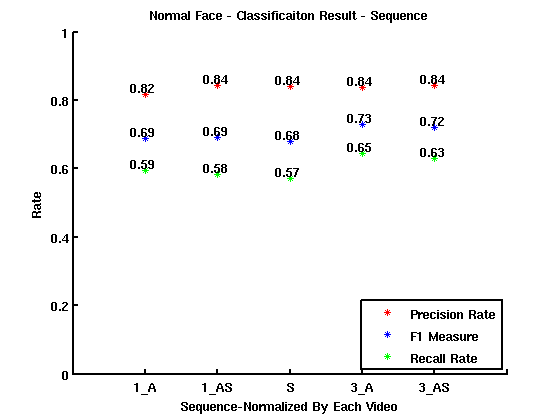 Normal Face - Classificaiton Result - Sequence
1
0.8
0.6
0.4
0.2
0
Rate
0.82 0.84 0.84 0.84 0.84
0.69 0.69 0.68 0.73 0.72
0.59 0.58 0.57 0.65 0.63
Precision Rate
F1 Measure
Recall Rate
1_A 1_AS S 3_A 3_AS
Sequence-Normalized By Each Video